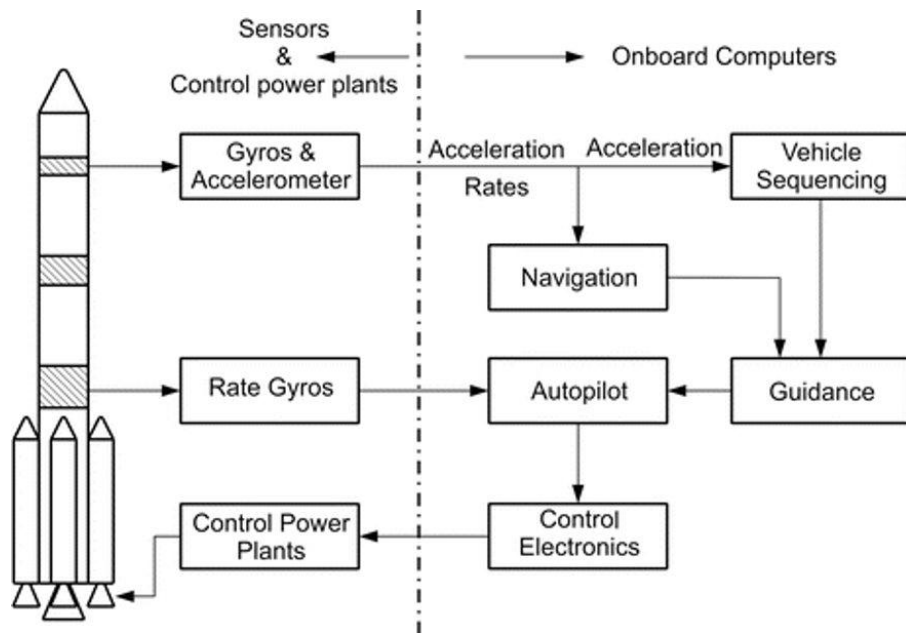 Sensors
&
Control power plants
Onboard Computers
Gyros &
Accelerometer
Acceleration
Rates
Acceleration
Vehicle
Sequencing
Navigation
Rate Gyros
Autopilot
Guidance
Control Power
Plants
Control
Electronics